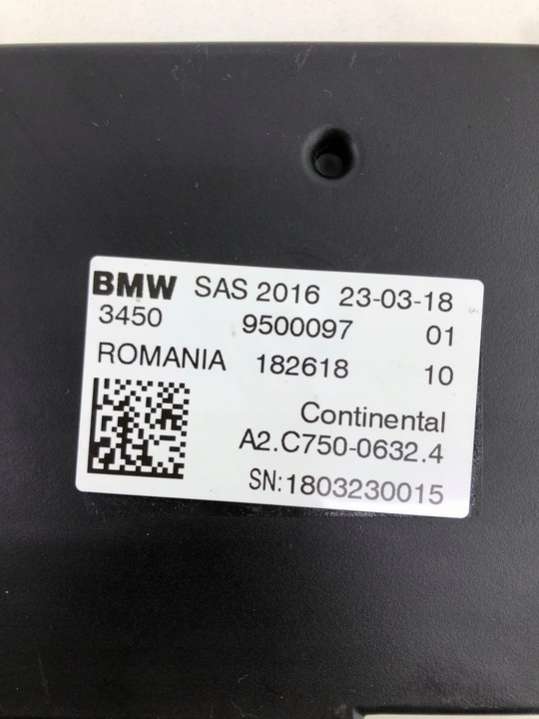 BMW SAS 2016 23-03-18
3450 9500097 01
ROMANIA 182618 10
Continental
A2.C750-0632.4
SN:1803230015